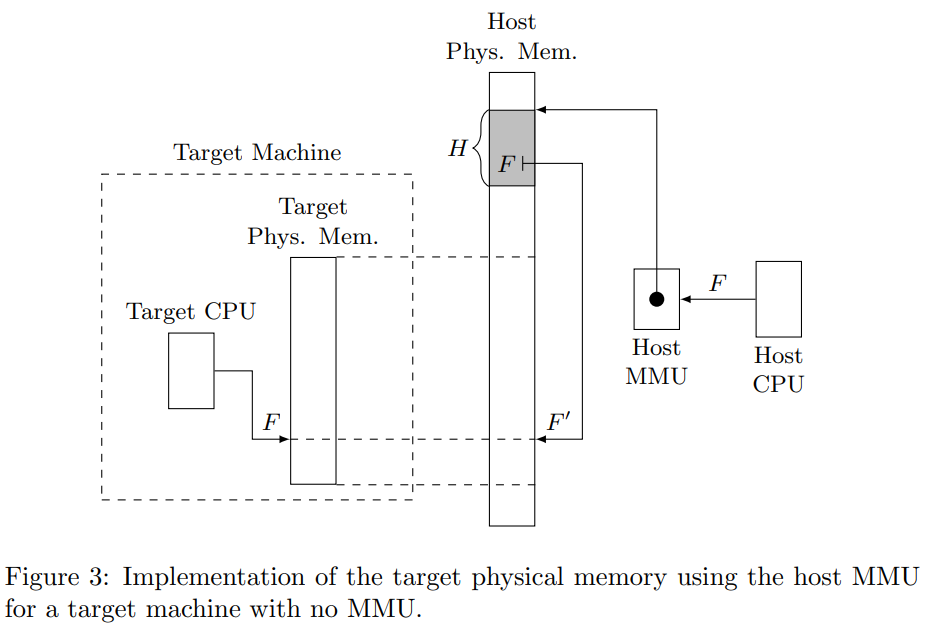 Host
Phys. Mem.
H
F
Target Machine
Target
Phys. Mem.
Target CPU
F
F′
F
Host
MMU
Host
CPU
Figure 3: Implementation of the target physical memory using the host MMU
for a target machine with no MMU.